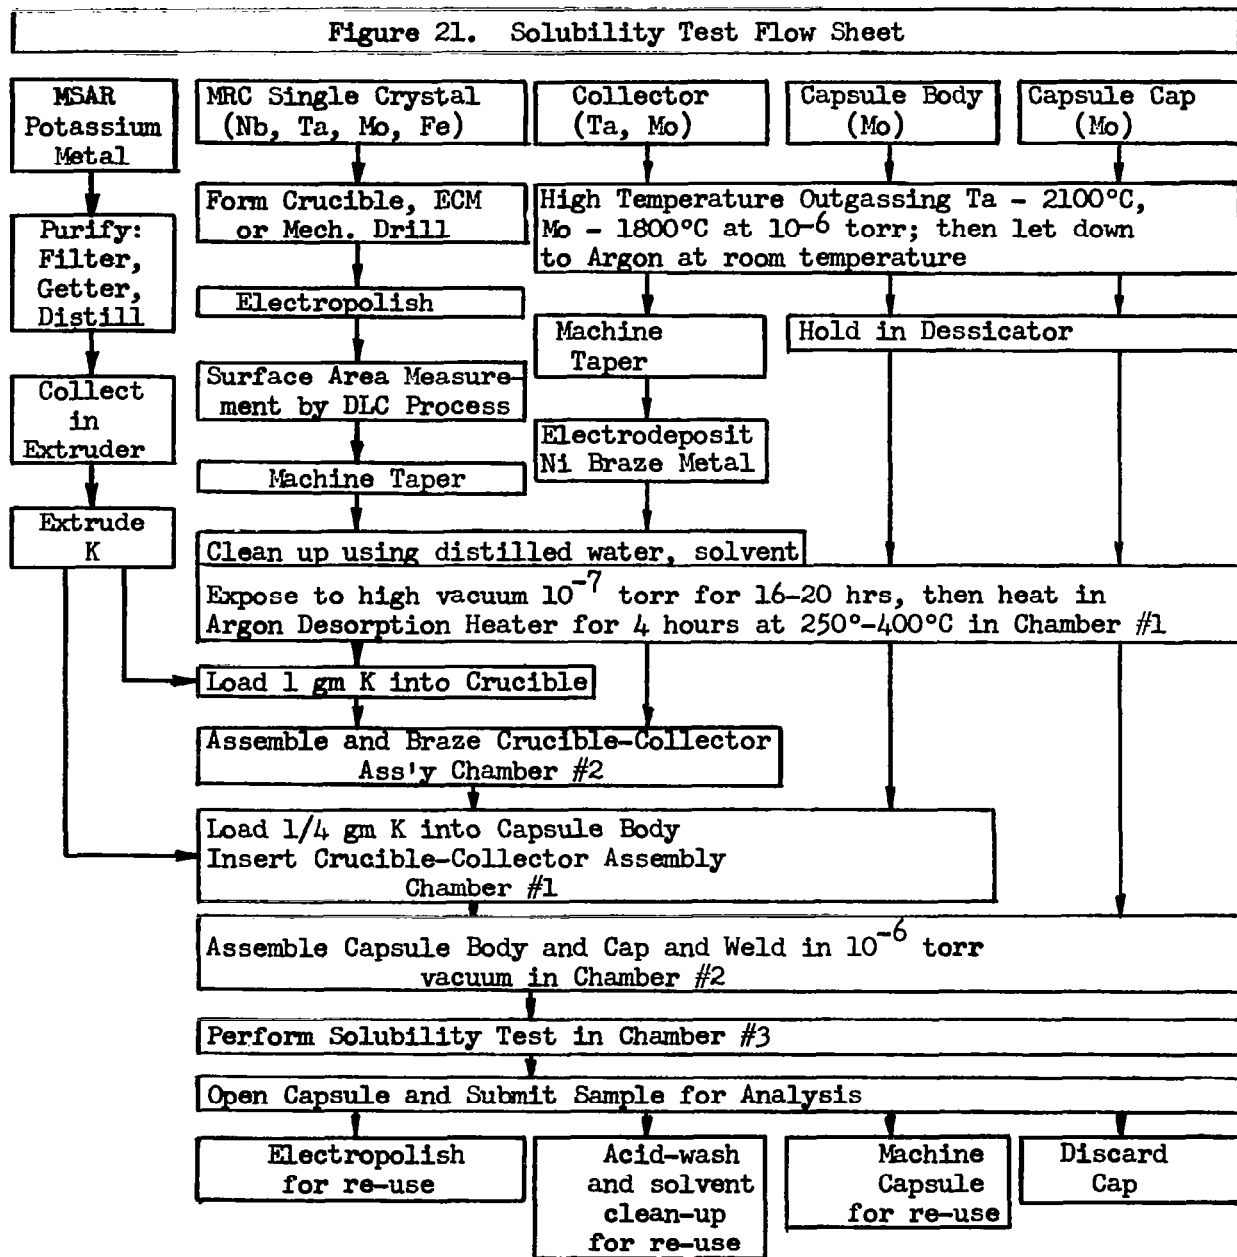 Figure 21. Solubility Test Flow Sheet
MSAR
Potassium
Metal
MRC Single Crystal
(Nb, Ta, Mo, Fe)
Collector
(Ta, Mo)
Capsule Body
(Mo)
Capsule Cap
(Mo)
Purify:
Filter,
Getter,
Distill
Form Crucible, ECM
or Mech. Drill
High Temperature Outgassing Ta - 2100°C,
Mo - 1800°C at 10⁻⁶ torr; then let down
to Argon at room temperature
Electropolish
Machine
Taper
Hold in Dessicator
Collect
in
Extruder
Surface Area Measure-
ment by DLC Process
Electrodeposit
Ni Braze Metal
Machine Taper
Extrude
K
Clean up using distilled water, solvent
Expose to high vacuum 10⁻⁷ torr for 16-20 hrs, then heat in
Argon Desorption Heater for 4 hours at 250°-400°C in Chamber #1
Load 1 gm K into Crucible
Assemble and Braze Crucible-Collector
Ass'y Chamber #2
Load 1/4 gm K into Capsule Body
Insert Crucible-Collector Assembly
Chamber #1
Assemble Capsule Body and Cap and Weld in 10⁻⁶ torr
vacuum in Chamber #2
Perform Solubility Test in Chamber #3
Open Capsule and Submit Sample for Analysis
Electropolish
for re-use
Acid-wash
and solvent
clean-up
for re-use
Machine
Capsule
for re-use
Discard
Cap